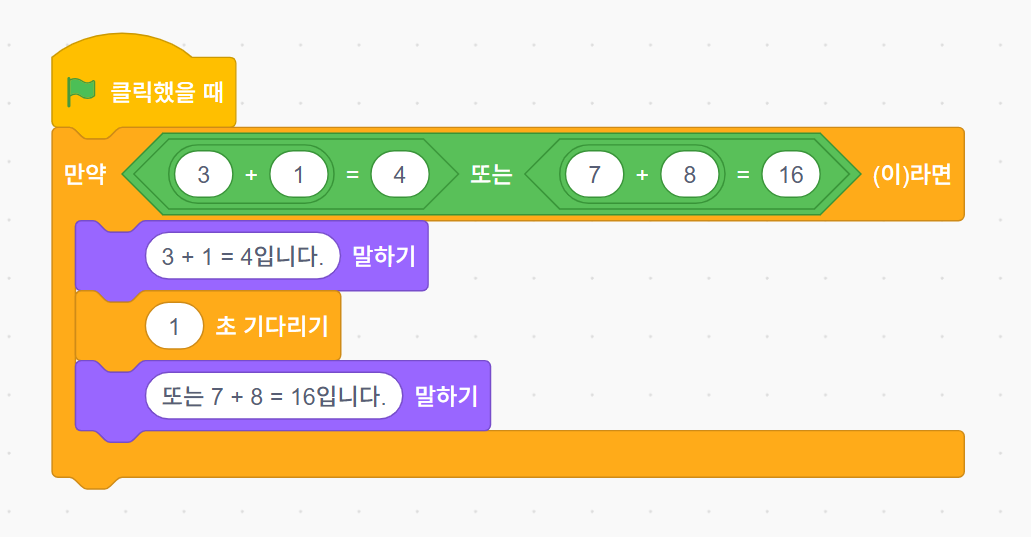 클릭했을 때
만약 3 + 1 = 4 또는 7 + 8 = 16 (이)라면
3 + 1 = 4입니다. 말하기
1 초 기다리기
또는 7 + 8 = 16입니다. 말하기